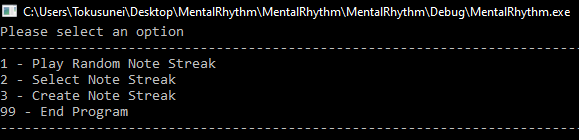 C:\Users\Tokusunei\Desktop\MentalRhythm\MentalRhythm\MentalRhythm\Debug\MentalRhythm.exe
Please select an option
------------------------------------------------------------------------
1 - Play Random Note Streak
2 - Select Note Streak
3 - Create Note Streak
99 - End Program
------------------------------------------------------------------------